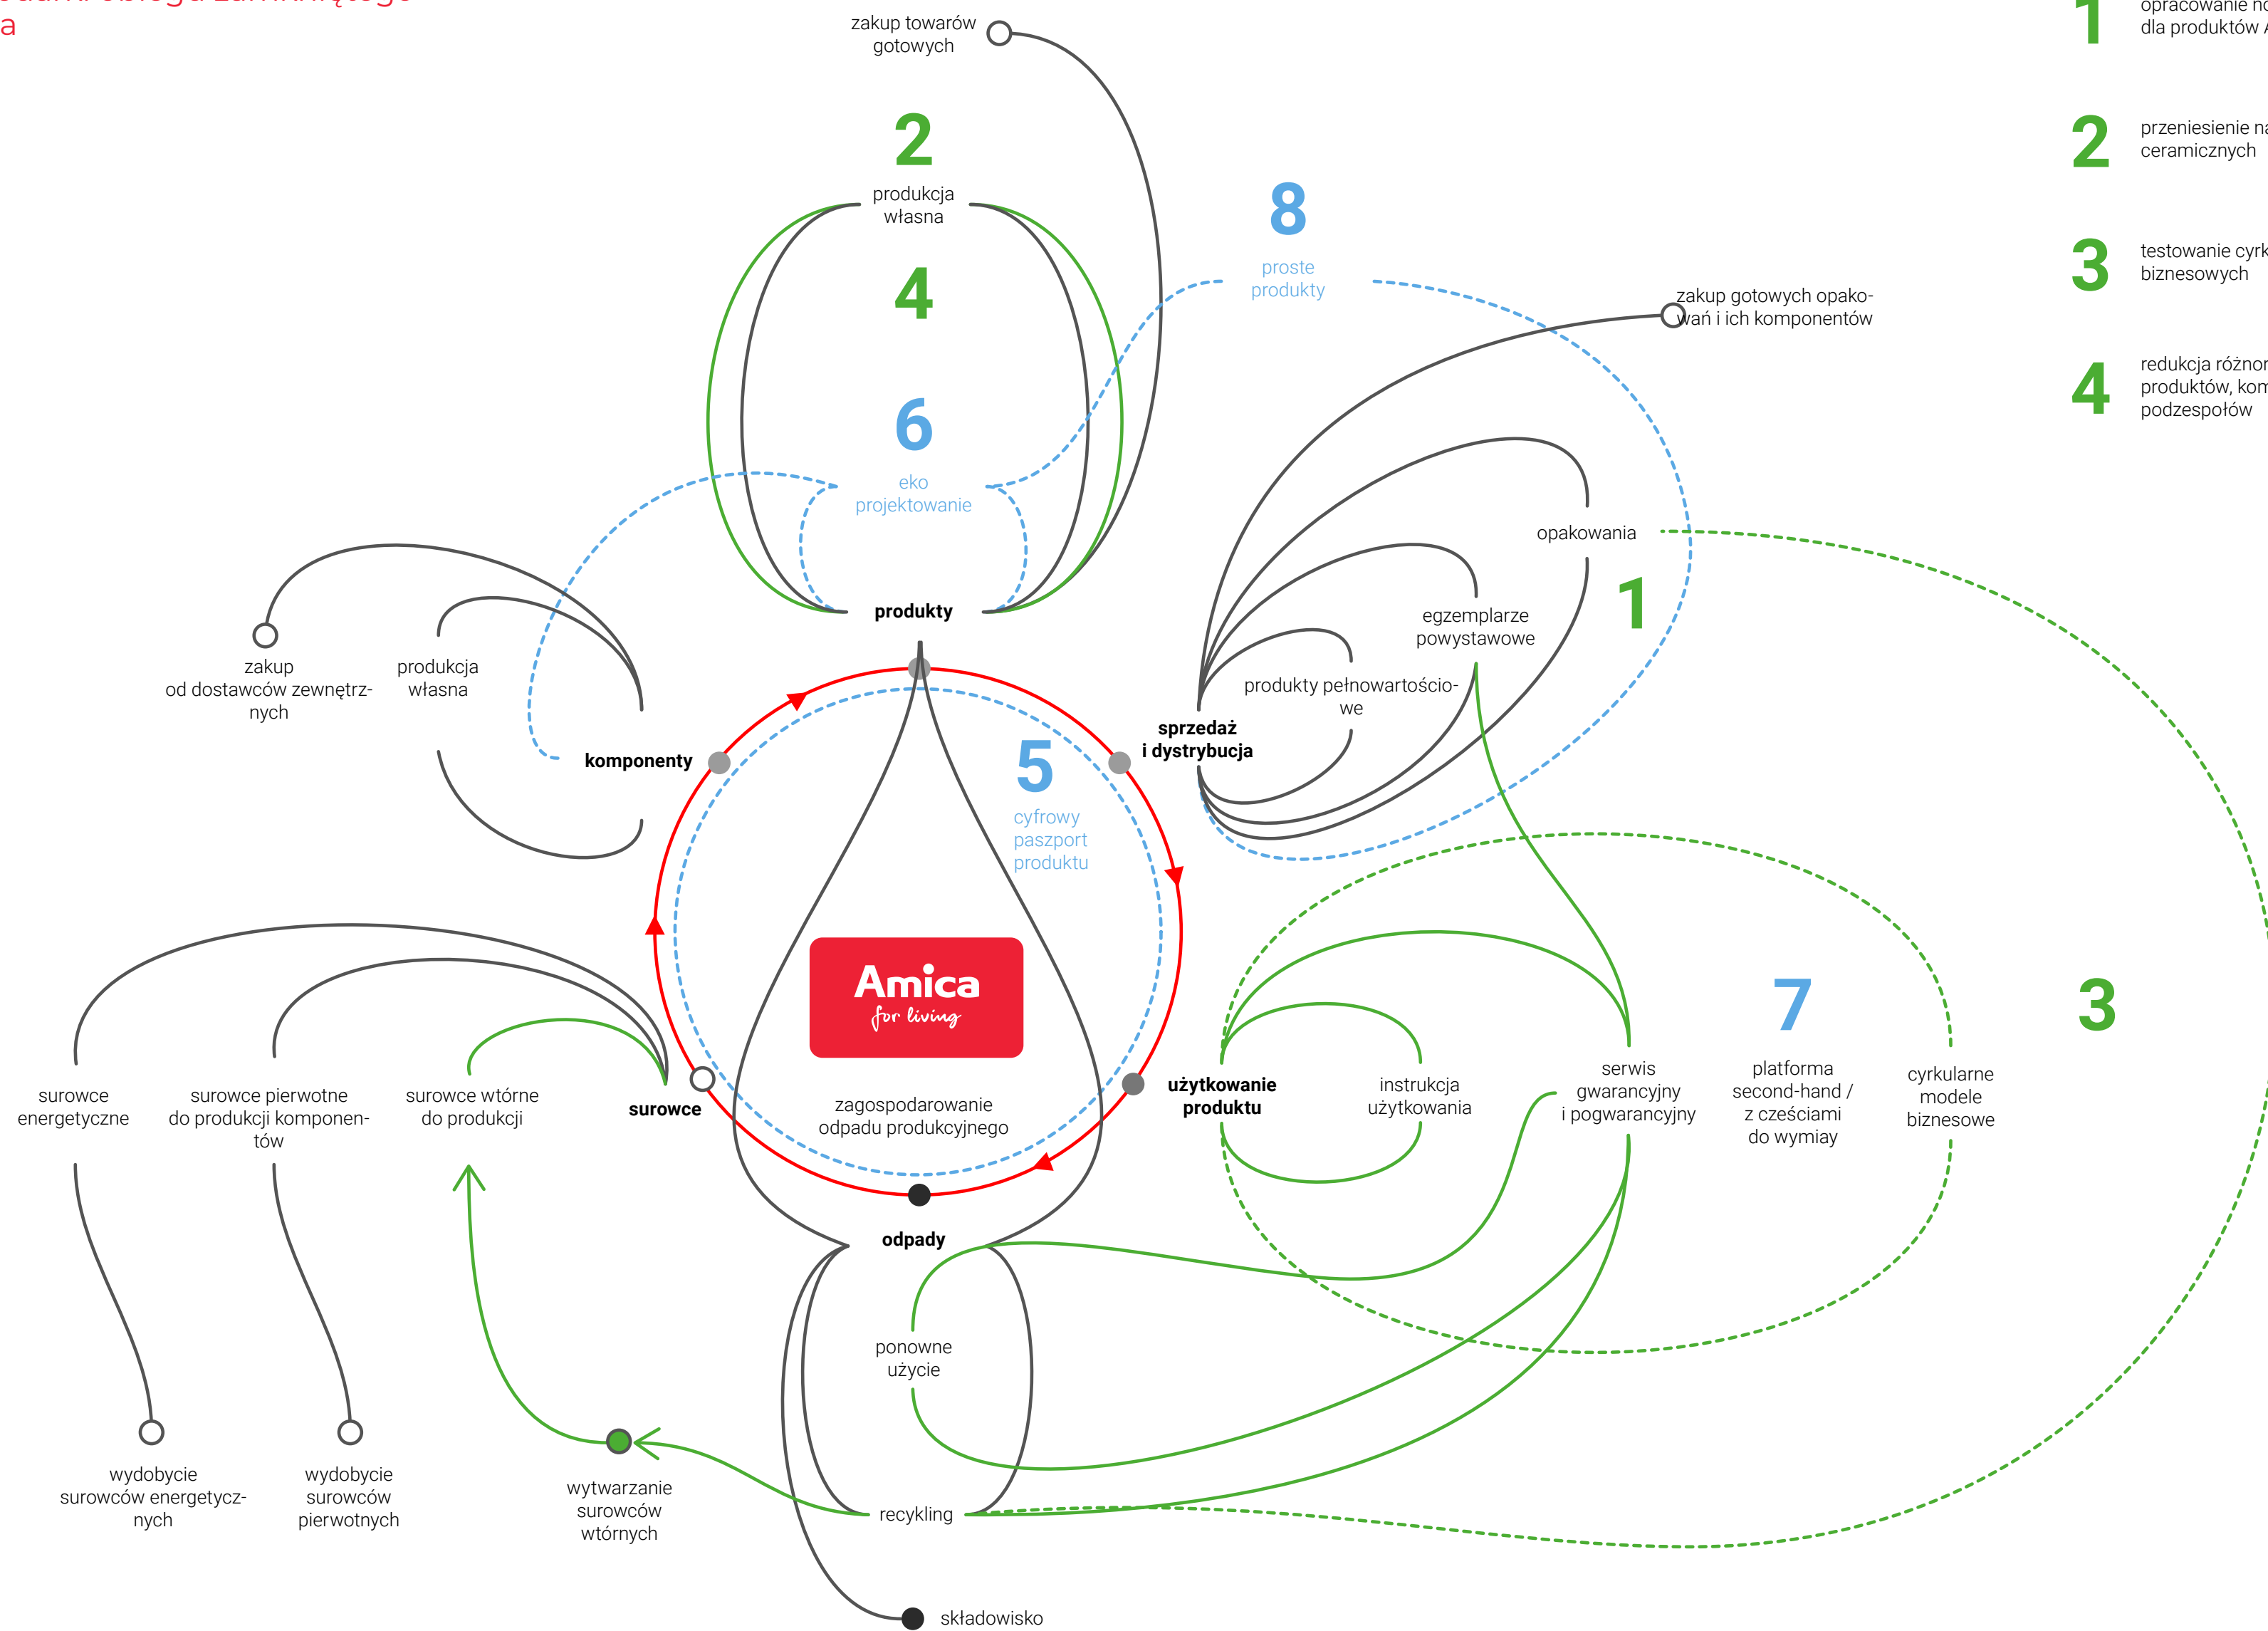 obiegu zamkniętego
a
zakup towarów
gotowych
2
produkcja
własna
4
6
eko
projektowanie
produkty
8
proste
produkty
zakup gotowych opako-
wań i ich komponentów
opakowania
1
egzemplarze
powystawowe
produkty pełnowartościo-
we
sprzedaż
i dystrybucja
zakup
od dostawców zewnętrz-
nych
produkcja
własna
komponenty
5
cyfrowy
paszport
produktu
Amica
for living
zagospodarowanie
odpadu produkcyjnego
surowce
energetyczne
surowce pierwotne
do produkcji komponen-
tów
surowce wtórne
do produkcji
surowce
użytkowanie
produktu
instrukcja
użytkowania
serwis
gwarancyjny
i pogwarancyjny
7
platforma
second-hand /
z cześciami
do wymiay
cyrkularne
modele
biznesowe
3
odpady
ponowne
użycie
recykling
składowisko
wydobycie
surowców energetycz-
nych
wydobycie
surowców
pierwotnych
wytwarzanie
surowców
wtórnych
1
opracowanie
dla produktów
2
przeniesienie
ceramicznych
3
testowanie
biznesowych
4
redukcja
produktów,
podzespołów